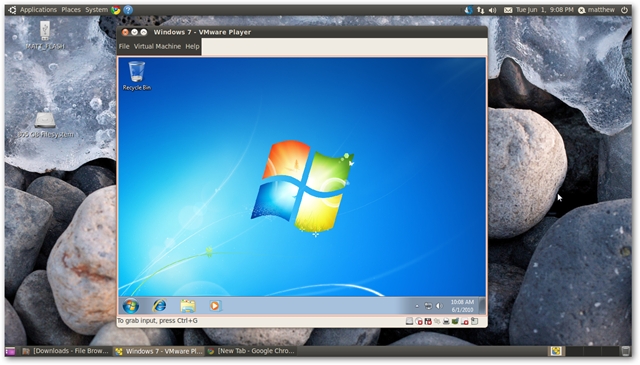 Applications Places System
Tue Jun 1, 9:08 PM matthew
MATT_FLASH
Windows 7 - VMware Player
File Virtual Machine Help
Recycle Bin
GB Filesystem
10:08 AM
6/1/2010
To grab input, press Ctrl+G
[Downloads - File Brow... Windows 7 - VMware Pl... [New Tab - Google Chro...